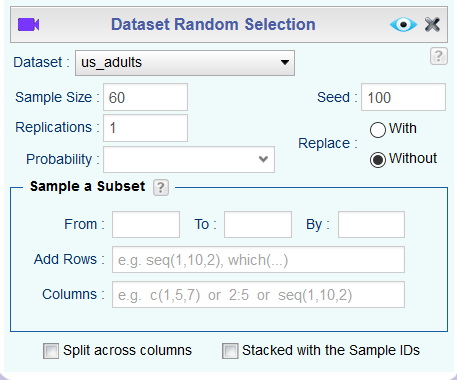 Dataset Random Selection
Dataset : us_adults ?
Sample Size : 60 Seed : 100
Replications : 1 Replace : With
Probability : Without
Sample a Subset ?
From : To : By :
Add Rows : e.g. seq(1,10,2), which(...)
Columns : e.g. c(1,5,7) or 2:5 or seq(1,10,2)
Split across columns Stacked with the Sample IDs